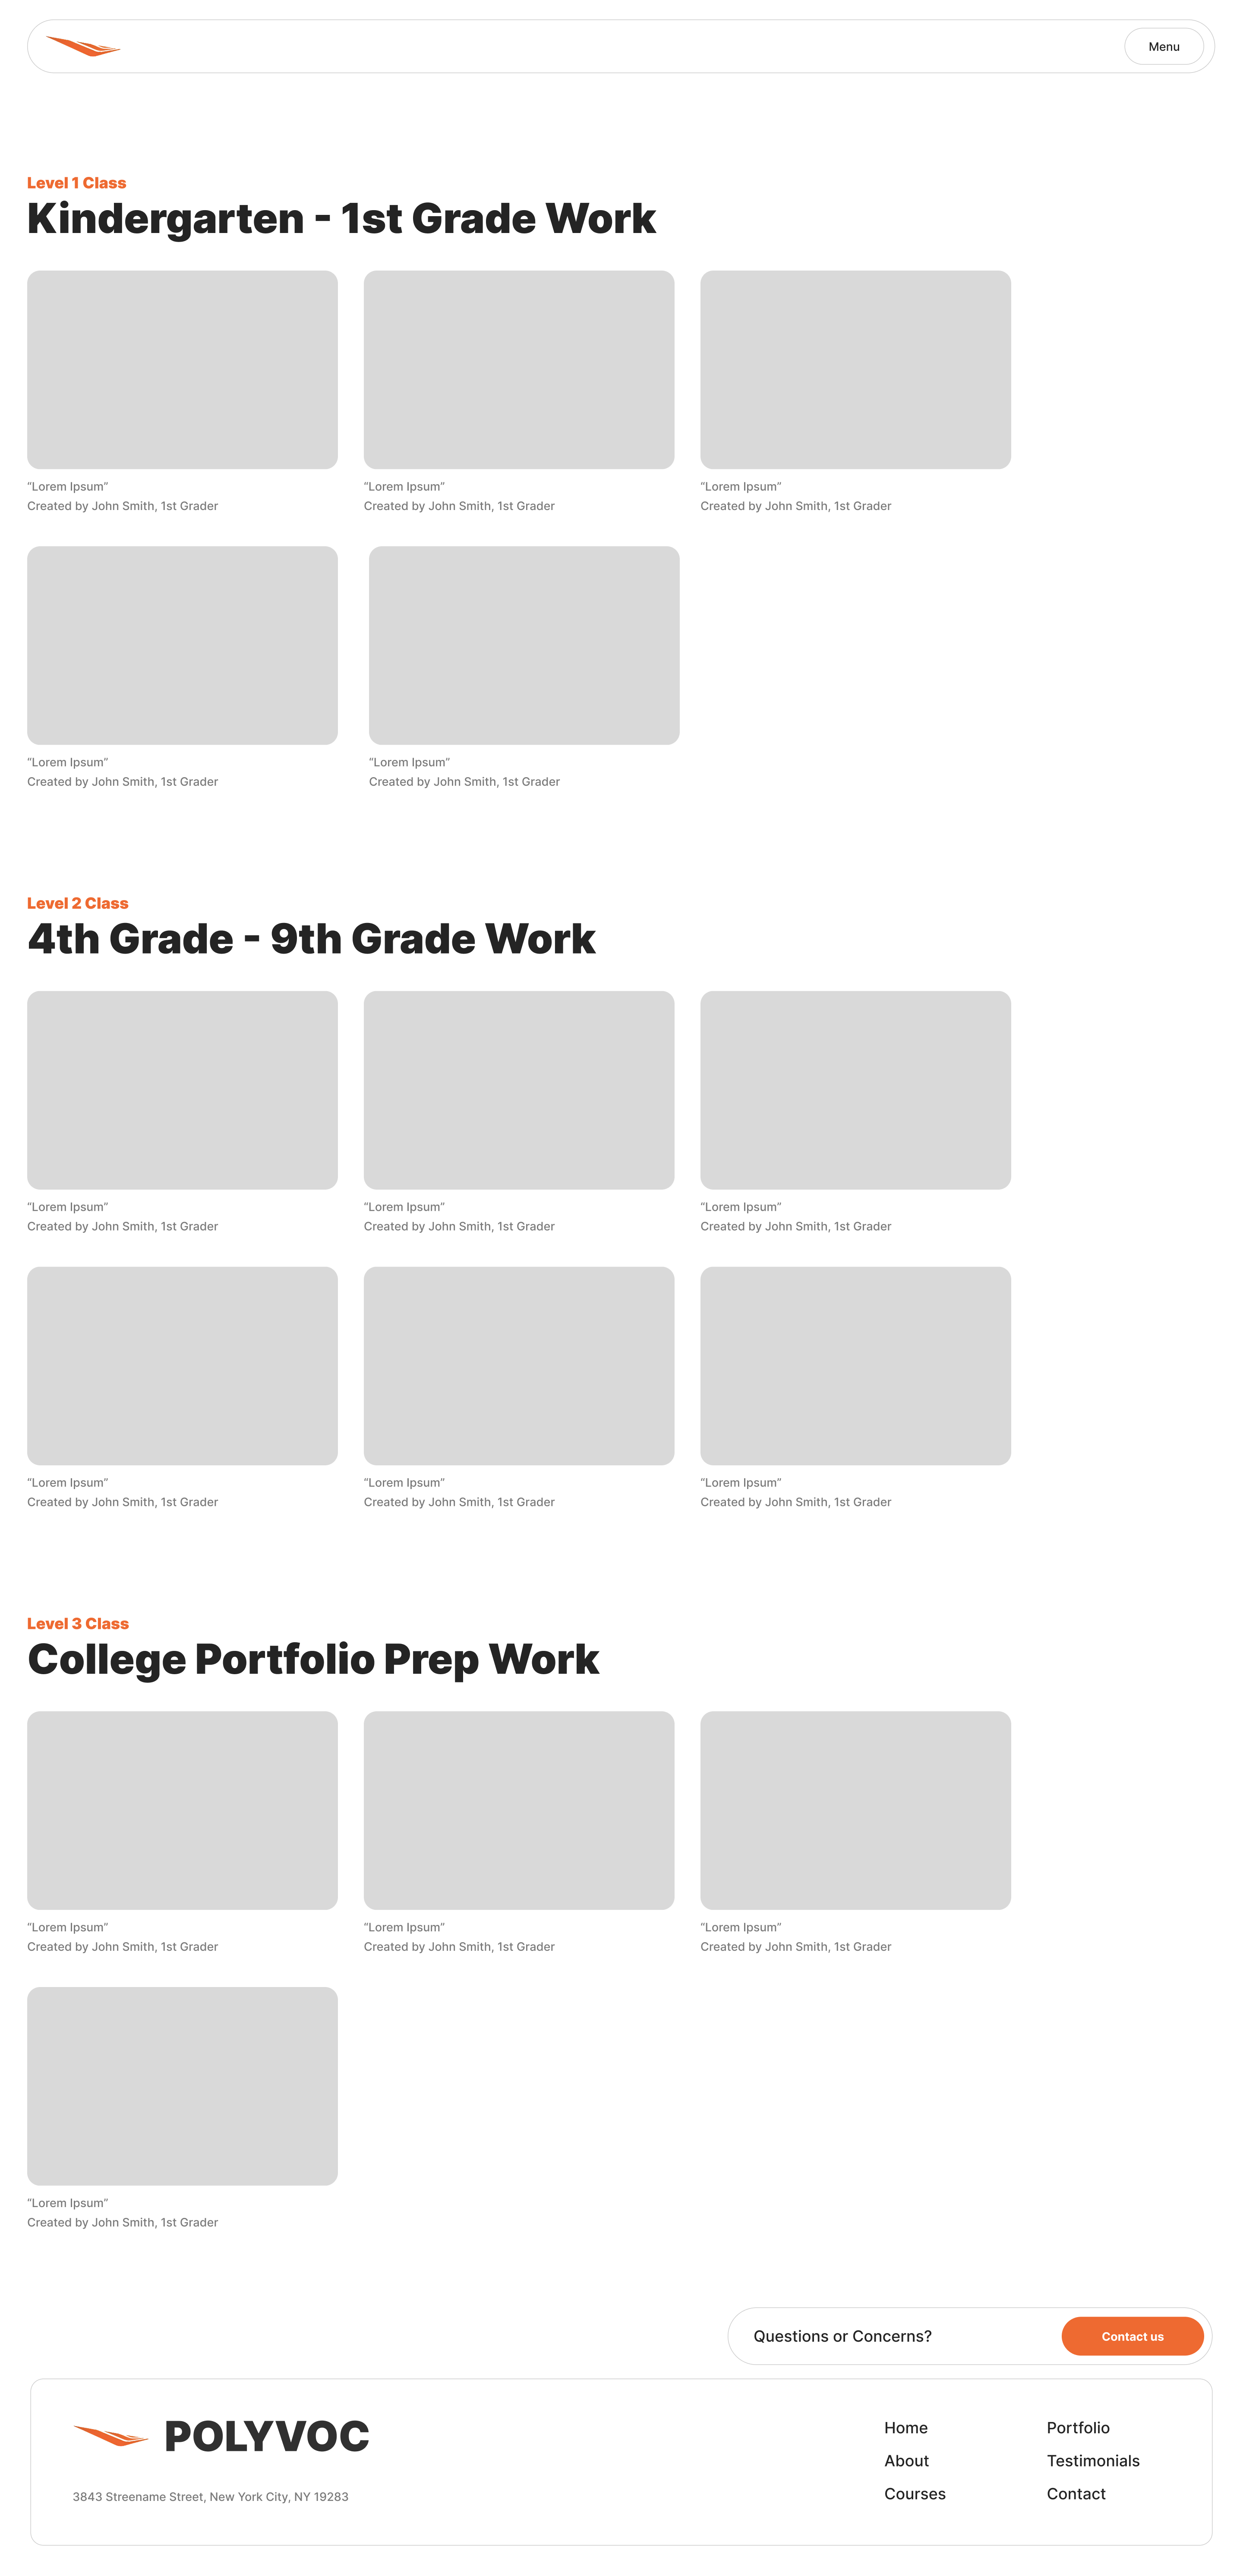 Menu
Level 1 Class
Kindergarten - 1st Grade Work
“Lorem Ipsum” “Lorem Ipsum” “Lorem Ipsum”
Created by John Smith, 1st Grader Created by John Smith, 1st Grader Created by John Smith, 1st Grader
“Lorem Ipsum” “Lorem Ipsum”
Created by John Smith, 1st Grader Created by John Smith, 1st Grader
Level 2 Class
4th Grade - 9th Grade Work
“Lorem Ipsum” “Lorem Ipsum” “Lorem Ipsum”
Created by John Smith, 1st Grader Created by John Smith, 1st Grader Created by John Smith, 1st Grader
“Lorem Ipsum” “Lorem Ipsum” “Lorem Ipsum”
Created by John Smith, 1st Grader Created by John Smith, 1st Grader Created by John Smith, 1st Grader
Level 3 Class
College Portfolio Prep Work
“Lorem Ipsum” “Lorem Ipsum” “Lorem Ipsum”
Created by John Smith, 1st Grader Created by John Smith, 1st Grader Created by John Smith, 1st Grader
“Lorem Ipsum”
Created by John Smith, 1st Grader
Questions or Concerns? Contact us
POLYVOC
3843 Streename Street, New York City, NY 19283
Home Portfolio
About Testimonials
Courses Contact